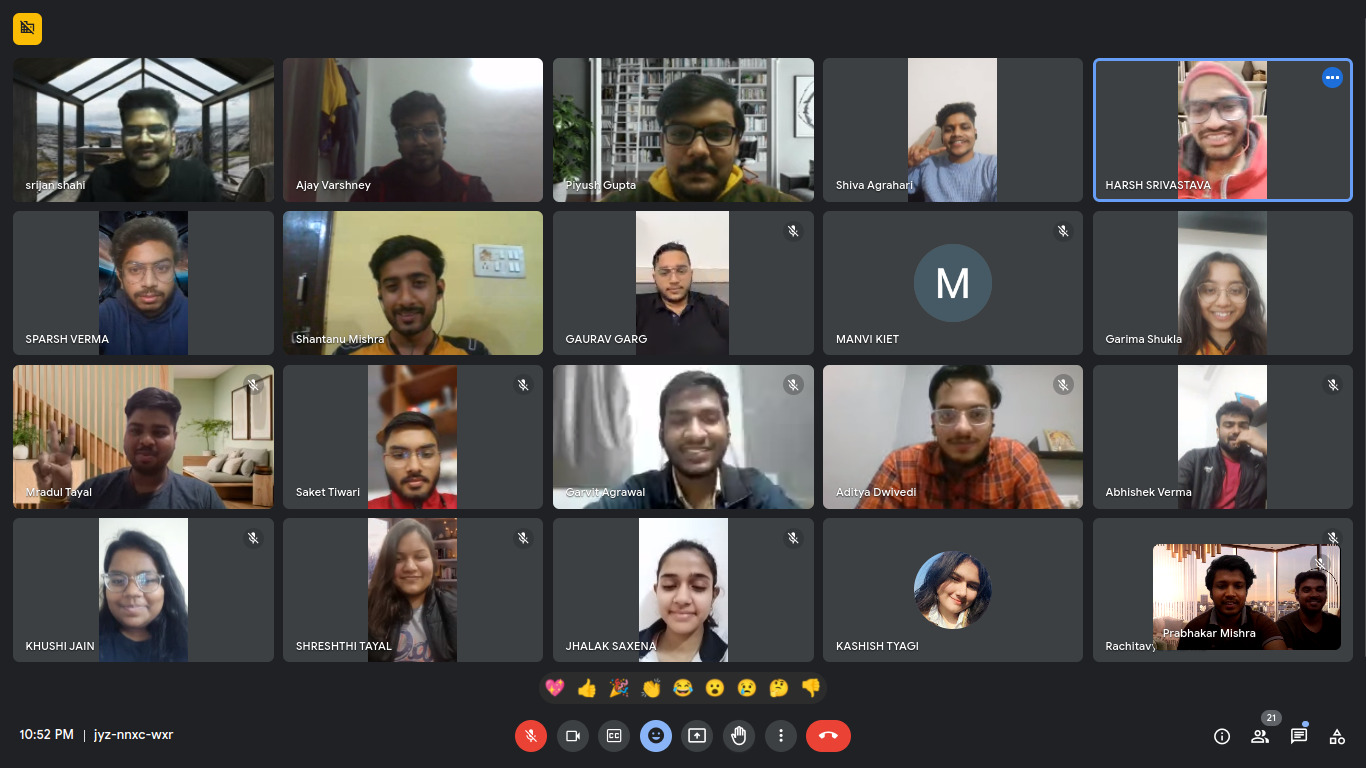 srijan shahi
Ajay Varshney
Piyush Gupta
Shiva Agrahari
HARSH SRIVASTAVA
SPARSH VERMA
Shantanu Mishra
GAURAV GARG
M
MANVI KIET
Garima Shukla
Mradul Tayal
Saket Tiwari
Garvit Agrawal
Aditya Dwivedi
Abhishek Verma
KHUSHI JAIN
SHRESHTHI TAYAL
JHALAK SAXENA
KASHISH TYAGI
Prabhakar Mishra
21
10:52 PM | jyz-nnxc-wxr
CC